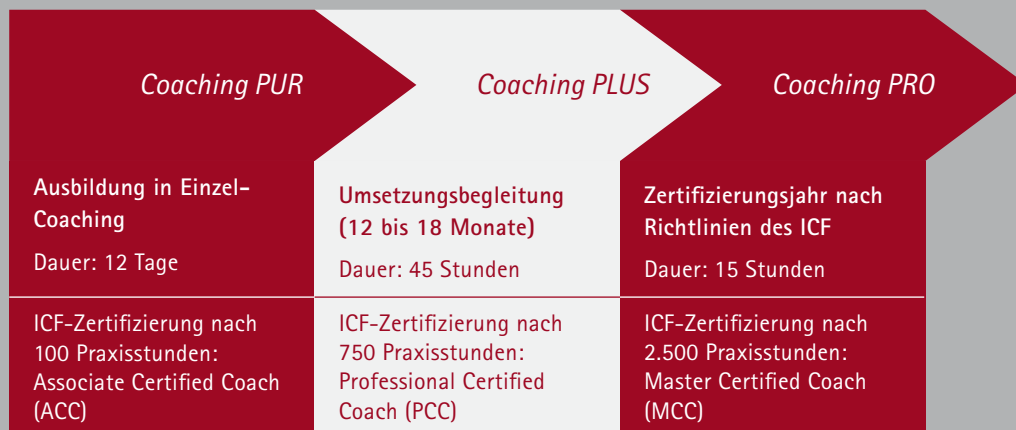 Coaching PUR
Coaching PLUS
Coaching PRO
Ausbildung in Einzel-
Coaching
Dauer: 12 Tage
Umsetzungsbegleitung
(12 bis 18 Monate)
Dauer: 45 Stunden
Zertifizierungsjahr nach
Richtlinien des ICF
Dauer: 15 Stunden
ICF-Zertifizierung nach
100 Praxisstunden:
Associate Certified Coach
(ACC)
ICF-Zertifizierung nach
750 Praxisstunden:
Professional Certified
Coach (PCC)
ICF-Zertifizierung nach
2.500 Praxisstunden:
Master Certified Coach
(MCC)